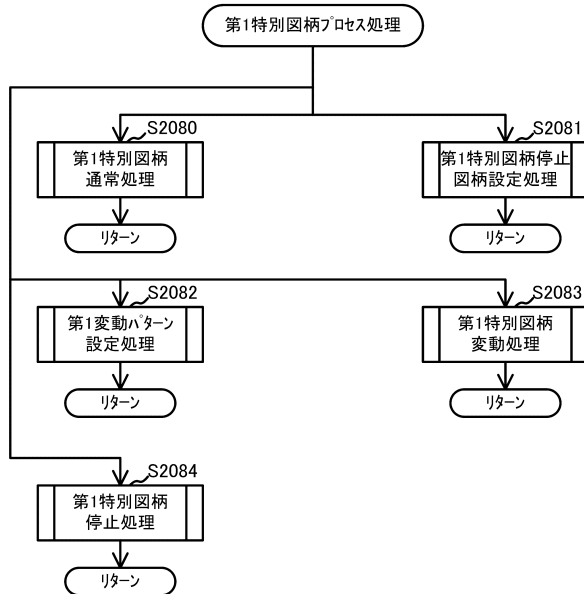 第1特別図柄プロセス処理
S2080
第1特別図柄
通常処理
リターン
S2081
第1特別図柄停止
図柄設定処理
リターン
S2082
第1変動パターン
設定処理
リターン
S2083
第1特別図柄
変動処理
リターン
S2084
第1特別図柄
停止処理
リターン